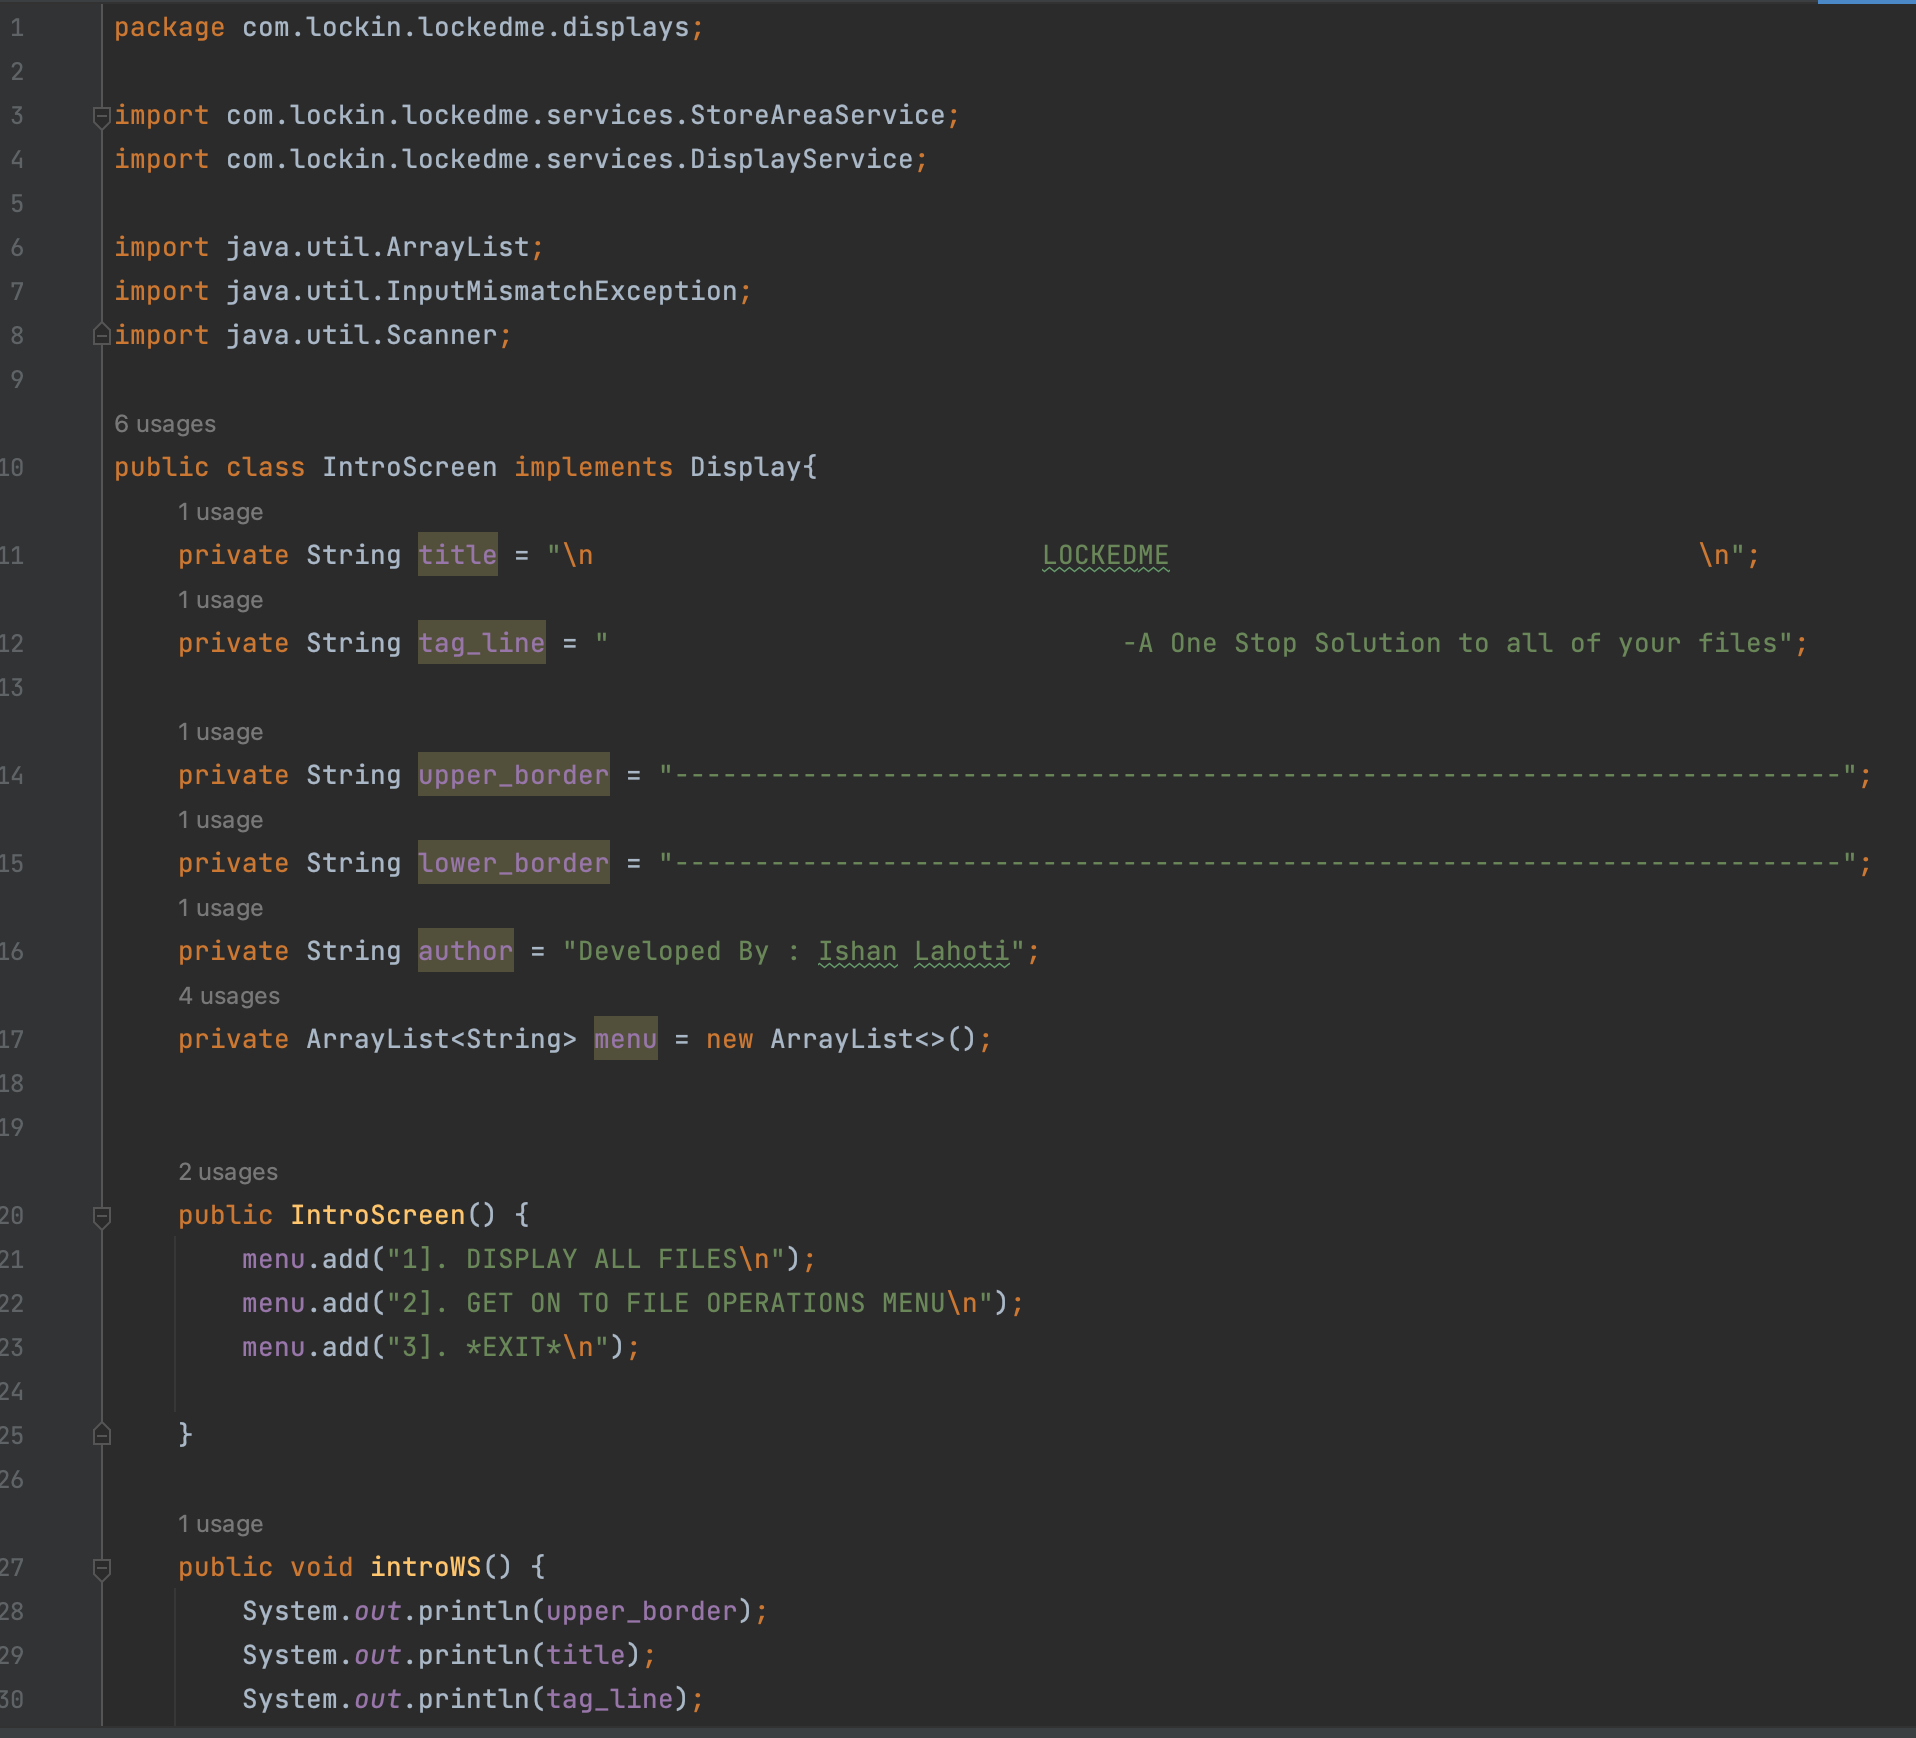 1 package com.lockin.lockedme.displays;
2
3 import com.lockin.lockedme.services.StoreAreaService;
4 import com.lockin.lockedme.services.DisplayService;
5
6 import java.util.ArrayList;
7 import java.util.InputMismatchException;
8 import java.util.Scanner;
9
6 usages
10 public class IntroScreen implements Display{
1 usage
11 private String title = "\n                            LOCKEDME                                 \n";
1 usage
12 private String tag_line = "                                -A One Stop Solution to all of your files";
13
1 usage
14 private String upper_border = "-------------------------------------------------------------------------";
1 usage
15 private String lower_border = "-------------------------------------------------------------------------";
1 usage
16 private String author = "Developed By : Ishan Lahoti";
4 usages
17 private ArrayList<String> menu = new ArrayList<>();
18
19
2 usages
20 public IntroScreen() {
21 menu.add("1]. DISPLAY ALL FILES\n");
22 menu.add("2]. GET ON TO FILE OPERATIONS MENU\n");
23 menu.add("3]. *EXIT*\n");
24
25 }
26
1 usage
27 public void introWS() {
28 System.out.println(upper_border);
29 System.out.println(title);
30 System.out.println(tag_line);